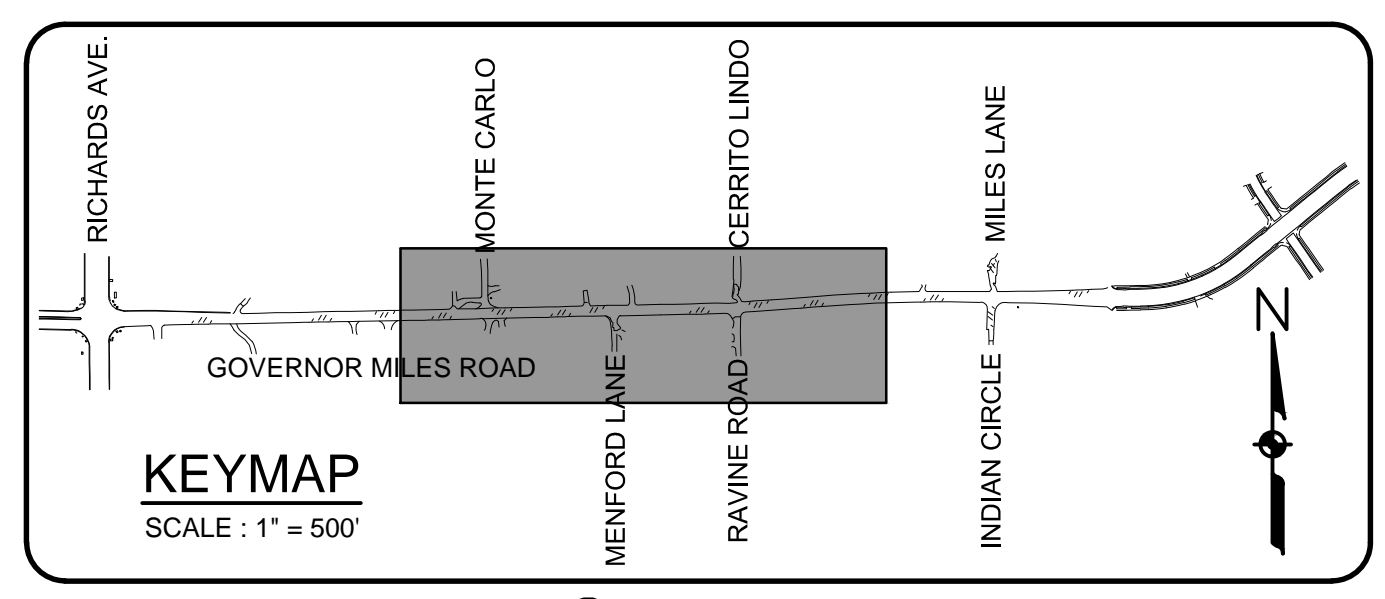 RICHARDS AVE.
MONTE CARLO
CERRITO LINDO
MILES LANE
GOVERNOR MILES ROAD
MENFORD LANE
RAVINE ROAD
INDIAN CIRCLE
N
KEYMAP
SCALE : 1" = 500'